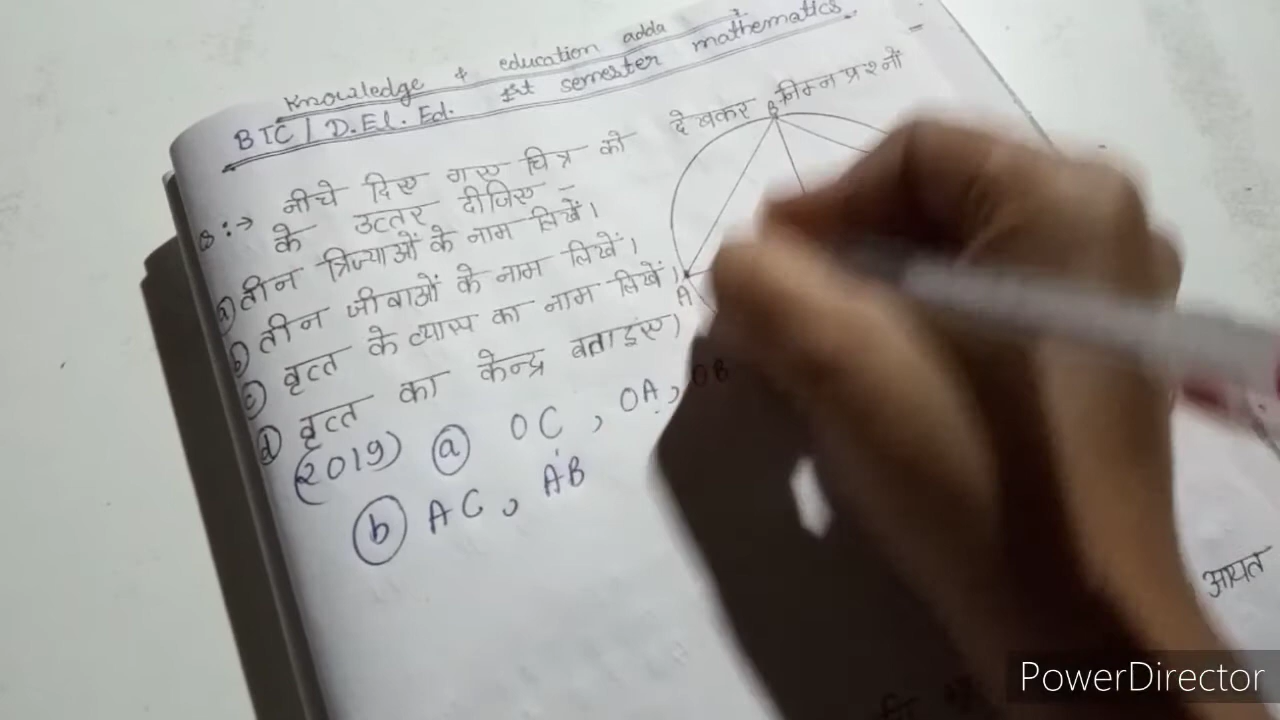 Knowledge & education adda
BTC / D.El.Ed. 1st semester mathematics.
Q:→ नीचे दिए गए चित्र को देखकर निम्न प्रश्नों
के उत्तर दीजिए –
a) तीन त्रिज्याओं के नाम लिखें।
b) तीन जीवाओं के नाम लिखें।
c) वृत्त के व्यास का नाम लिखें।
d) वृत्त का केन्द्र बताइए)
(2019) a OC, OA, OB
b AC, AB
B
A
आयत
PowerDirector